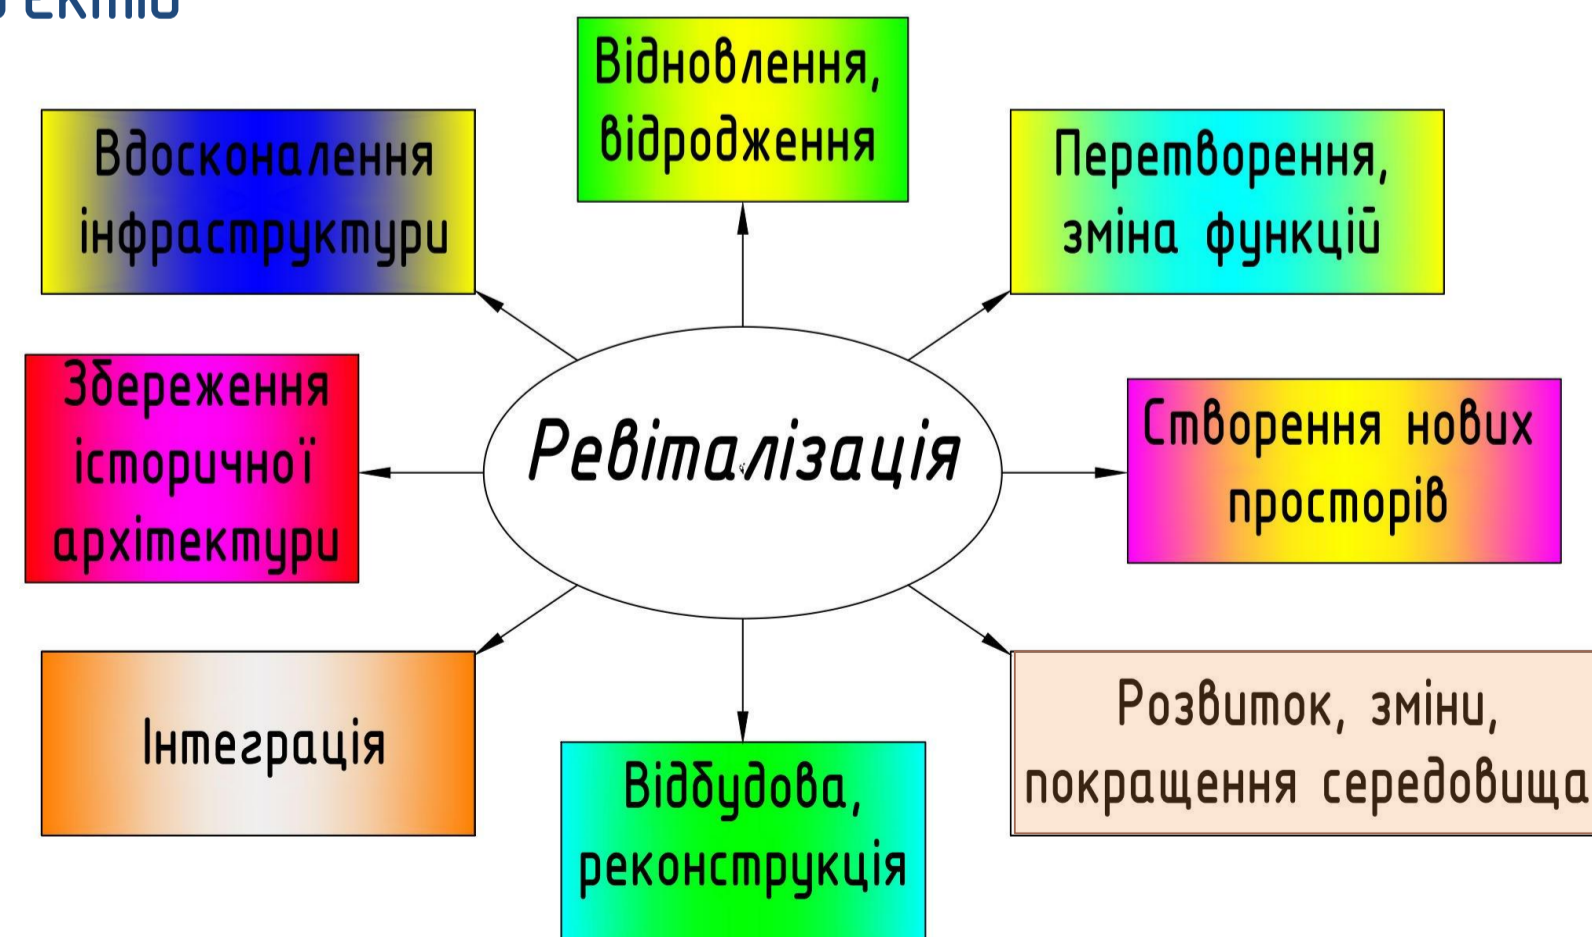 Відновлення,
відродження
Вдосконалення
інфраструктури
Перетворення,
зміна функцій
Збереження
історичної
архітектури
Ревіталізація
Створення нових
просторів
Інтеграція
Відбудова,
реконструкція
Розвиток, зміни,
покращення середовища